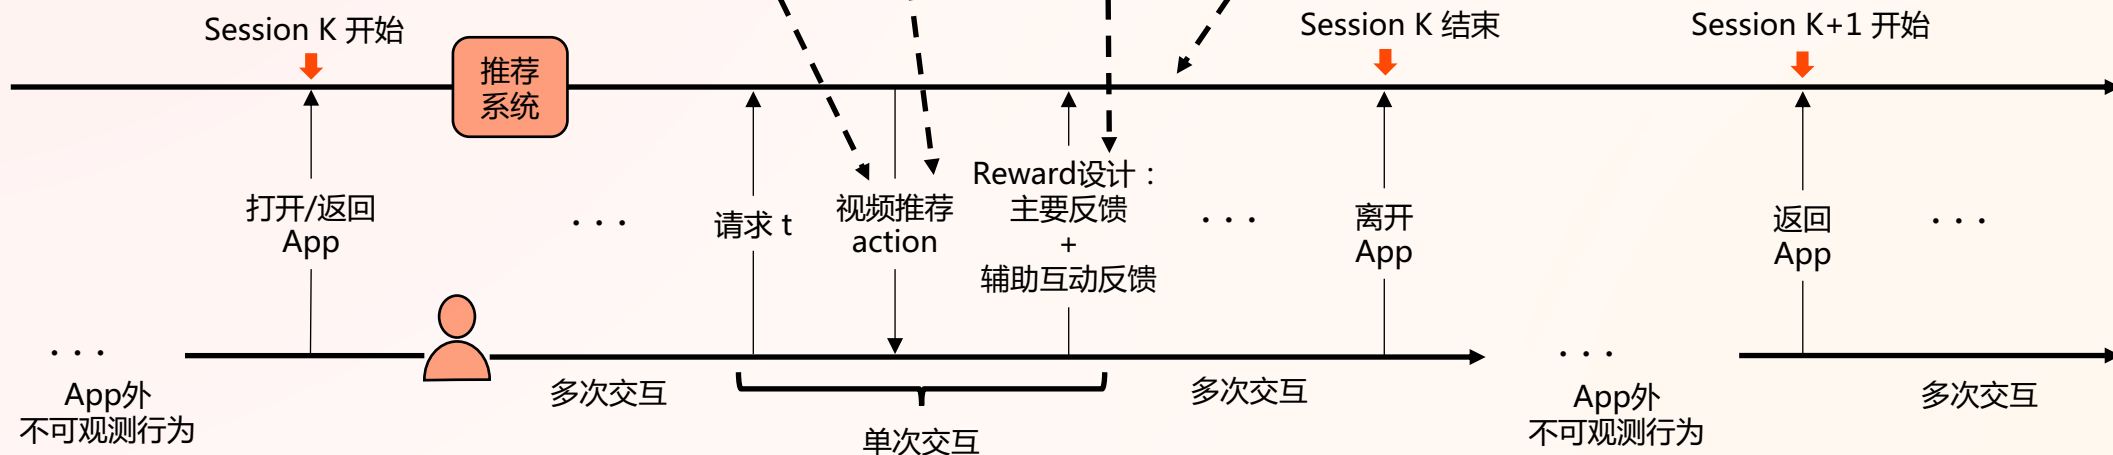 Session K 开始
Session K 结束
Session K+1 开始
推荐
系统
打开/返回
App
· · ·
请求 t
视频推荐
action
Reward设计：
主要反馈
+
辅助互动反馈
· · ·
离开
App
返回
App
· · ·
· · ·
App外
不可观测行为
多次交互
单次交互
多次交互
· · ·
App外
不可观测行为
多次交互